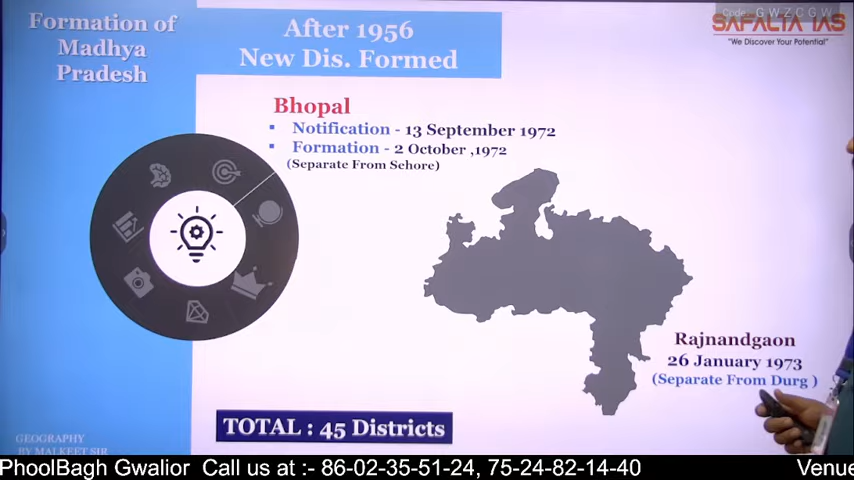 Formation of
Madhya
Pradesh
After 1956
New Dis. Formed
Code: G W Z C G W
SAFALTA IAS
"We Discover Your Potential"
Bhopal
▪ Notification - 13 September 1972
▪ Formation - 2 October ,1972
(Separate From Sehore)
Rajnandgaon
26 January 1973
(Separate From Durg )
TOTAL : 45 Districts
GEOGRAPHY
BY MALKEET SIR
PhoolBagh Gwalior Call us at :- 86-02-35-51-24, 75-24-82-14-40
Venue